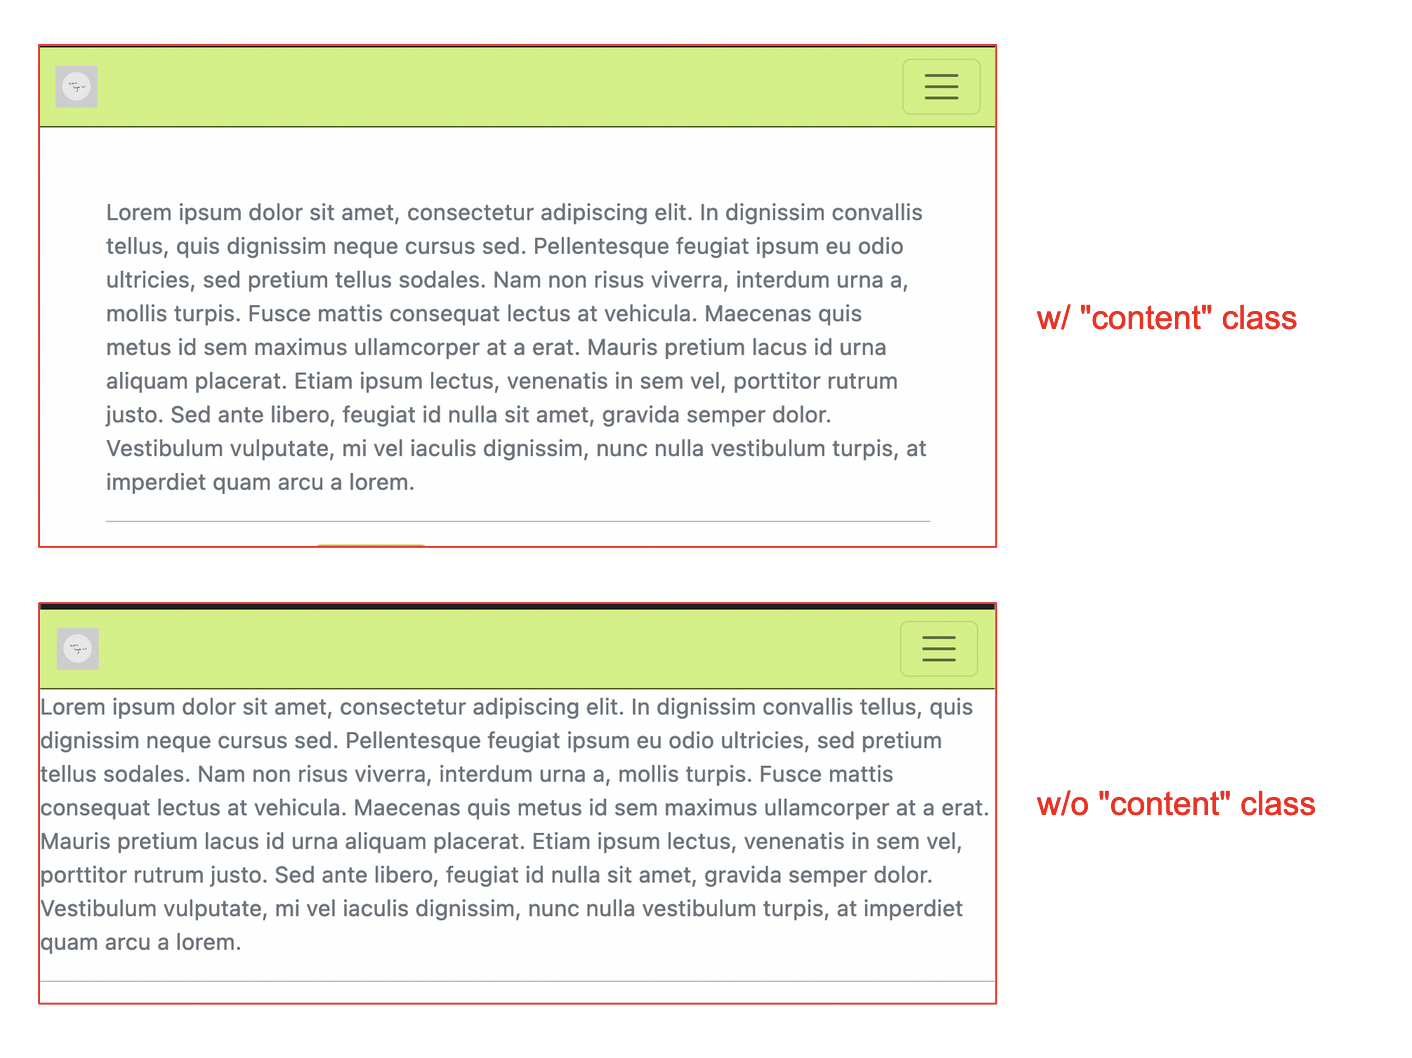 Lorem ipsum dolor sit amet, consectetur adipiscing elit. In dignissim convallis
tellus, quis dignissim neque cursus sed. Pellentesque feugiat ipsum eu odio
ultricies, sed pretium tellus sodales. Nam non risus viverra, interdum urna a,
mollis turpis. Fusce mattis consequat lectus at vehicula. Maecenas quis
metus id sem maximus ullamcorper at a erat. Mauris pretium lacus id urna
aliquam placerat. Etiam ipsum lectus, venenatis in sem vel, porttitor rutrum
justo. Sed ante libero, feugiat id nulla sit amet, gravida semper dolor.
Vestibulum vulputate, mi vel iaculis dignissim, nunc nulla vestibulum turpis, at
imperdiet quam arcu a lorem.
w/ "content" class
Lorem ipsum dolor sit amet, consectetur adipiscing elit. In dignissim convallis tellus, quis
dignissim neque cursus sed. Pellentesque feugiat ipsum eu odio ultricies, sed pretium
tellus sodales. Nam non risus viverra, interdum urna a, mollis turpis. Fusce mattis
consequat lectus at vehicula. Maecenas quis metus id sem maximus ullamcorper at a erat.
Mauris pretium lacus id urna aliquam placerat. Etiam ipsum lectus, venenatis in sem vel,
porttitor rutrum justo. Sed ante libero, feugiat id nulla sit amet, gravida semper dolor.
Vestibulum vulputate, mi vel iaculis dignissim, nunc nulla vestibulum turpis, at imperdiet
quam arcu a lorem.
w/o "content" class